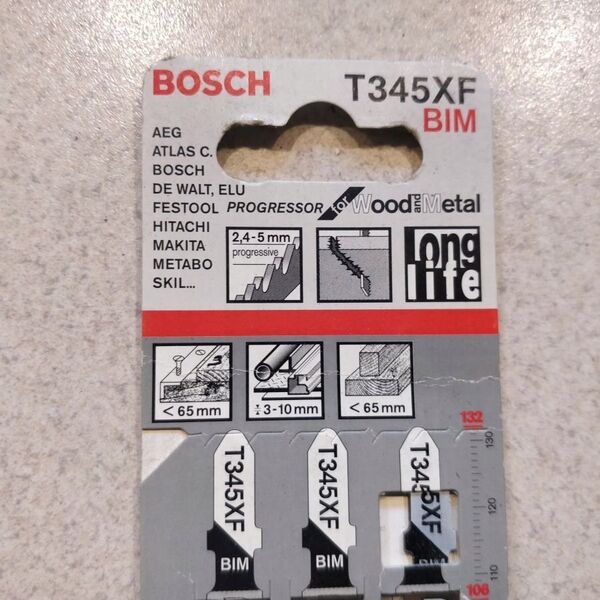 BOSCH
T345XF
BIM
AEG
ATLAS C.
BOSCH
DE WALT, ELU
FESTOOL
HITACHI
MAKITA
METABO
SKIL...
PROGRESSOR for Wood and Metal
2,4-5 mm
progressive
Long
life
3
< 65 mm
3-10 mm
< 65 mm
132
130
120
110
106
T345XF
BIM
T345XF
BIM
T345XF
BIM